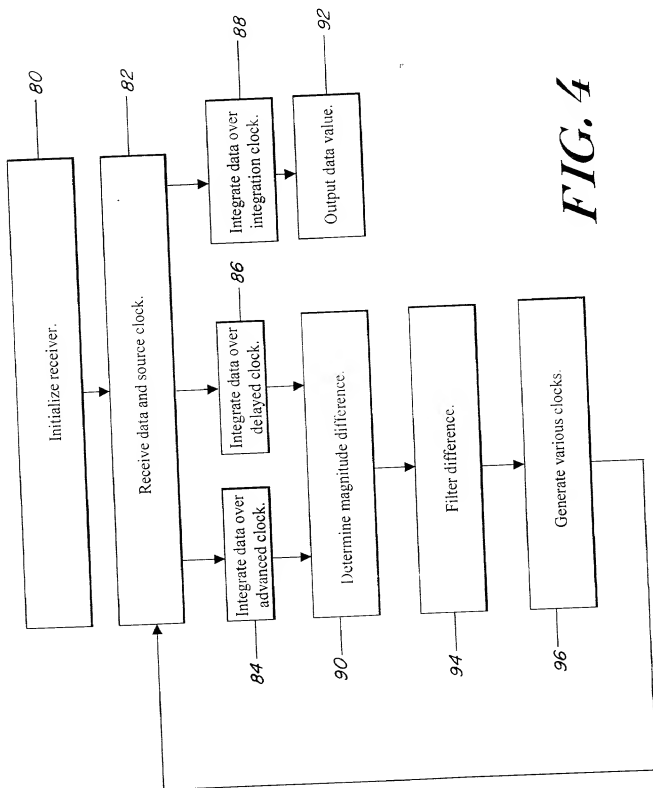 80
Initialize receiver.
82
Receive data and source clock.
84
Integrate data over
advanced clock.
86
Integrate data over
delayed clock.
88
Integrate data over
integration clock.
90
Determine magnitude difference.
92
Output data value.
94
Filter difference.
96
Generate various clocks.
FIG. 4